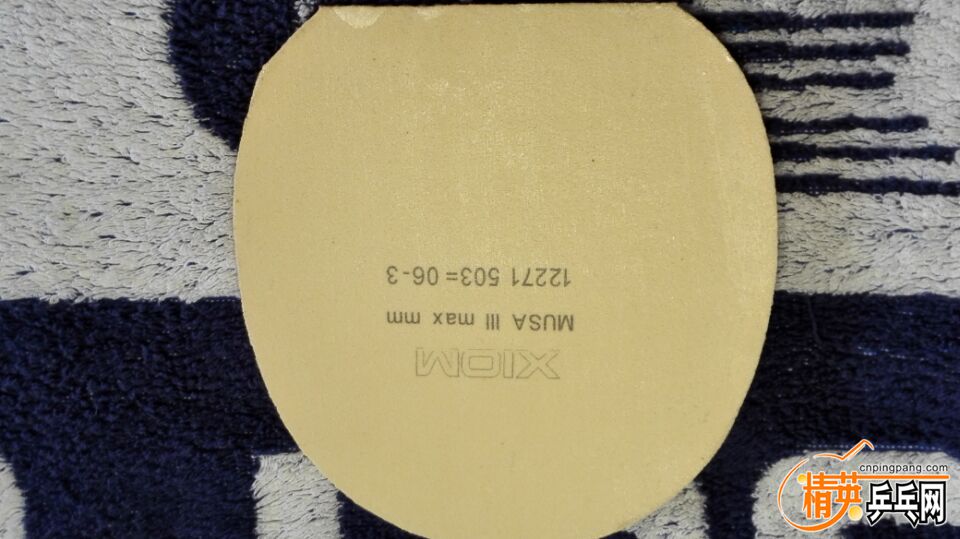 XIOM
MUSA III max mm
12271 503= 06-3
cnpingpang.com
精英乒乓网